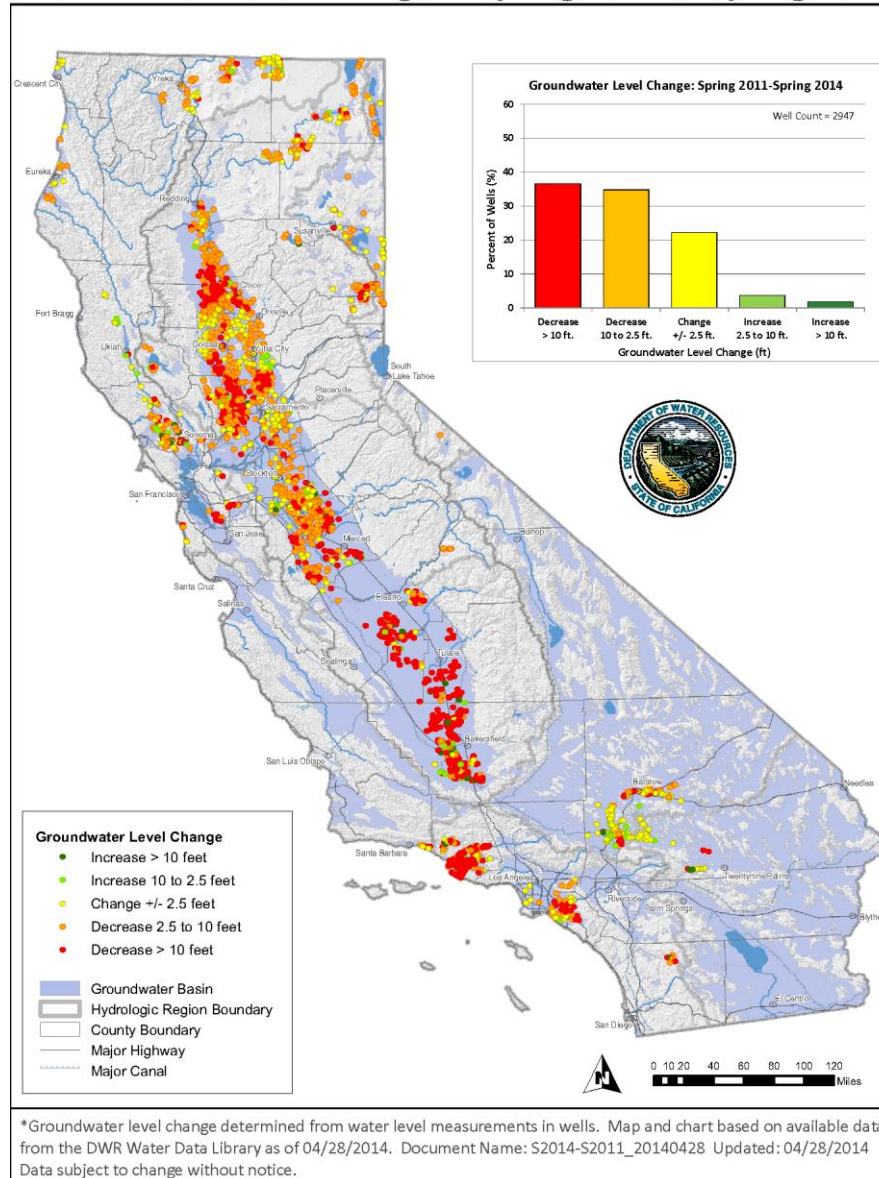 Groundwater Level Change: Spring 2011-Spring 2014
Well Count = 2947
Percent of Wells (%)
60
50
40
30
20
10
0
Decrease > 10 ft.
Decrease 10 to 2.5 ft.
Change +/- 2.5 ft.
Increase 2.5 to 10 ft.
Increase > 10 ft.
Groundwater Level Change (ft)
DEPARTMENT OF WATER RESOURCES
STATE OF CALIFORNIA
Crescent City
Yreka
Eureka
Redding
Susanville
Chico
Fort Bragg
Oroville
Ukiah
Colusa
Yuba City
South Lake Tahoe
Placerville
Sacramento
Sonoma
Stockton
San Francisco
San Jose
Merced
Bishop
Santa Cruz
Salinas
Fresno
Tulare
Coalinga
San Luis Obispo
Bakersfield
Barstow
Needles
Santa Barbara
Los Angeles
Twentynine Palms
Riverside
Palm Springs
Blythe
El Centro
San Diego
Groundwater Level Change
Increase > 10 feet
Increase 10 to 2.5 feet
Change +/- 2.5 feet
Decrease 2.5 to 10 feet
Decrease > 10 feet
Groundwater Basin
Hydrologic Region Boundary
County Boundary
Major Highway
Major Canal
N
0 10 20 40 60 80 100 120
Miles
*Groundwater level change determined from water level measurements in wells. Map and chart based on available data
from the DWR Water Data Library as of 04/28/2014. Document Name: S2014-S2011_20140428 Updated: 04/28/2014
Data subject to change without notice.